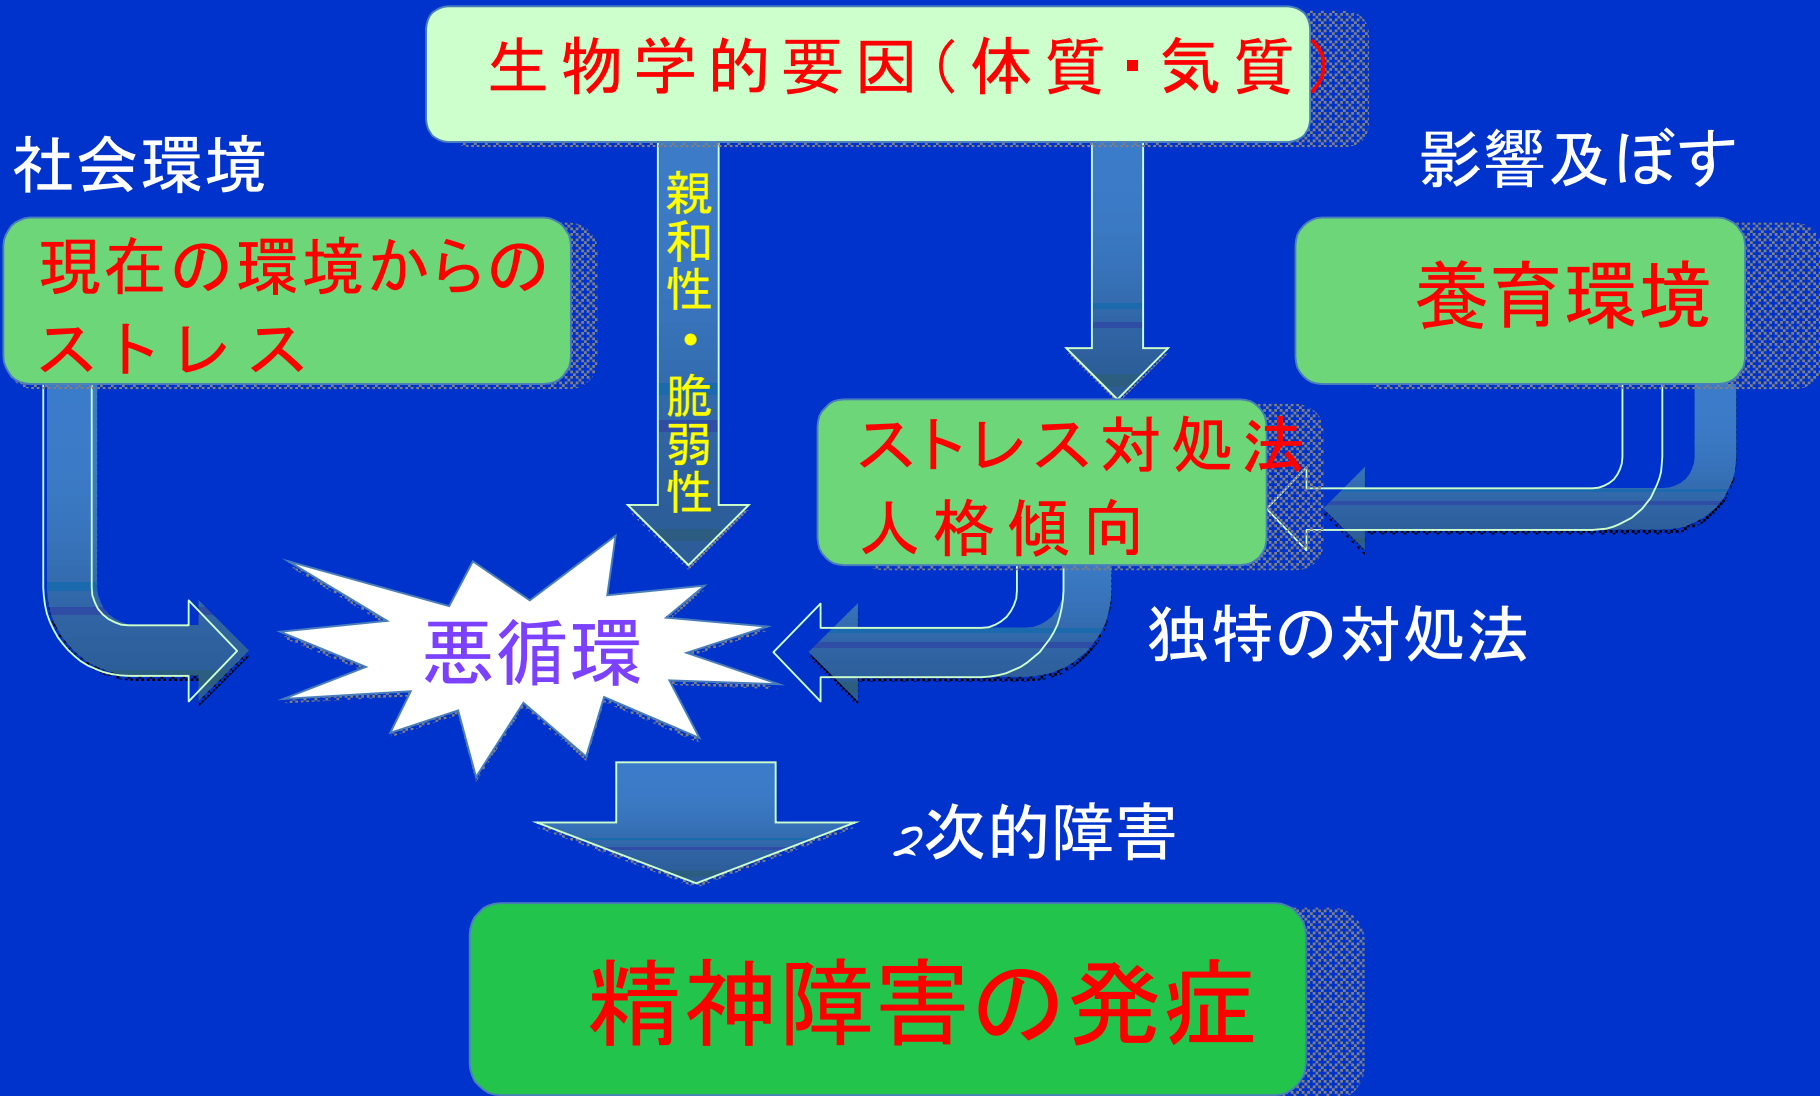 生物学的要因（体質・気質）
社会環境
影響及ぼす
現在の環境からの
ストレス
親和性・脆弱性
養育環境
ストレス対処法
人格傾向
独特の対処法
悪循環
2次的障害
精神障害の発症